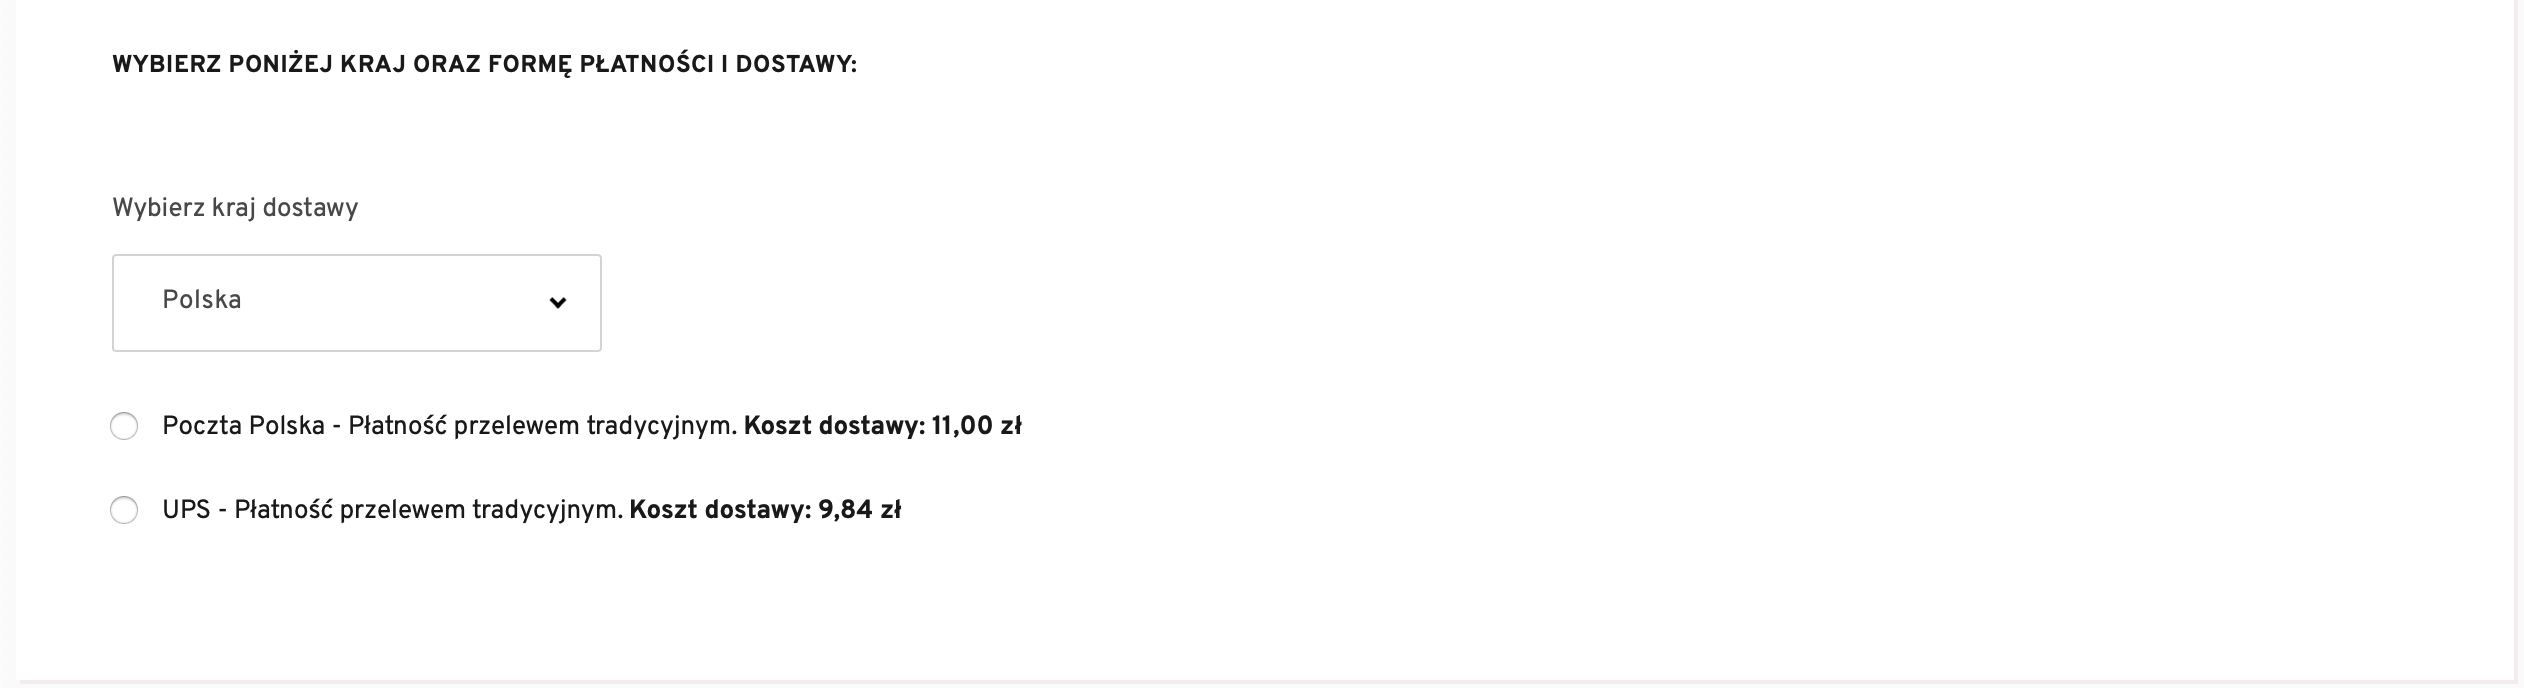 WYBIERZ PONIŻEJ KRAJ ORAZ FORMĘ PŁATNOŚCI I DOSTAWY:
Wybierz kraj dostawy
Polska
Poczta Polska - Płatność przelewem tradycyjnym. Koszt dostawy: 11,00 zł
UPS - Płatność przelewem tradycyjnym. Koszt dostawy: 9,84 zł